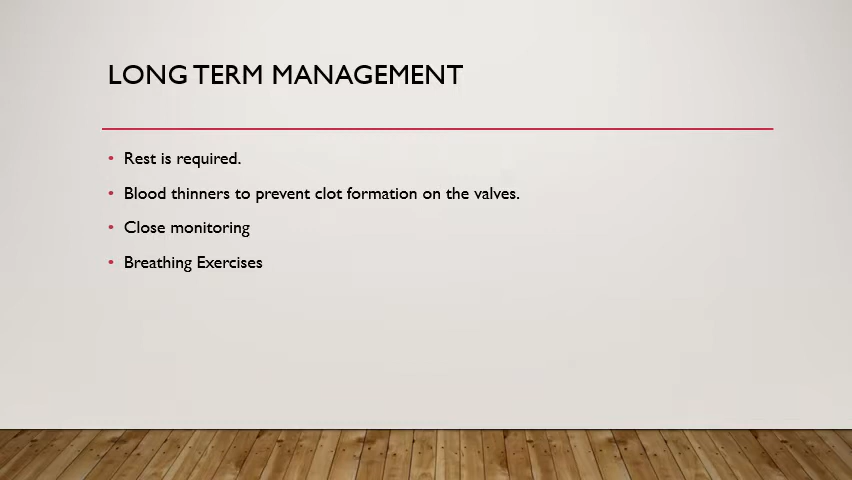 LONG TERM MANAGEMENT
• Rest is required.
• Blood thinners to prevent clot formation on the valves.
• Close monitoring
• Breathing Exercises